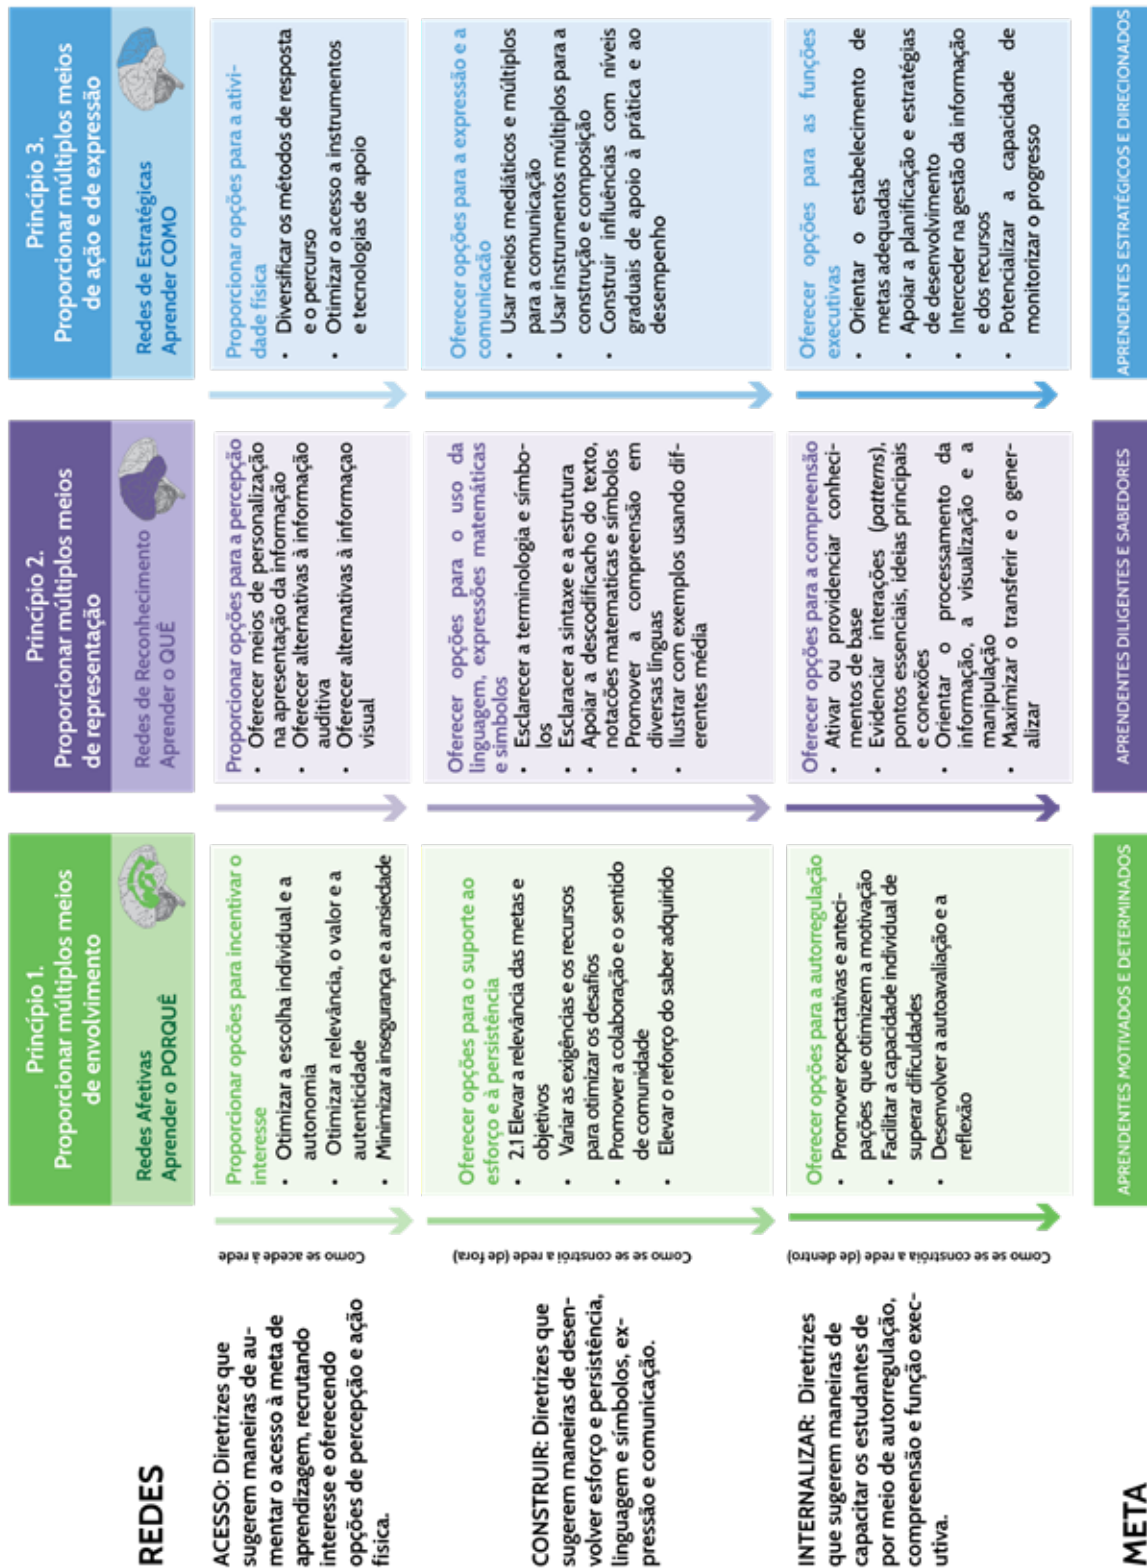 REDES
Princípio 1.
Proporcionar múltiplos meios
de envolvimento
Redes Afetivas
Aprender o PORQUÊ
Princípio 2.
Proporcionar múltiplos meios
de representação
Redes de Reconhecimento
Aprender o QUÊ
Princípio 3.
Proporcionar múltiplos meios
de ação e de expressão
Redes de Estratégicas
Aprender COMO
ACESSO: Diretrizes que
sugerem maneiras de au-
mentar o acesso à meta de
aprendizagem, recrutando
interesse e oferecendo
opções de percepção e ação
física.
Como se acede à rede
Proporcionar opcões para incentivar o
interesse
• Otimizar a escolha individual e a
autonomia
• Otimizar a relevância, o valor e a
autenticidade
• Minimizar a insegurança e a ansiedade
Proporcionar opções para a percepção
• Oferecer meios de personalização
na apresentação da informação
• Oferecer alternativas à informação
auditiva
• Oferecer alternativas à informaçao
visual
Proporcionar opções para a ativi-
dade física
• Diversificar os métodos de resposta
e o percurso
• Otimizar o acesso a instrumentos
e tecnologias de apoio
CONSTRUIR: Diretrizes que
sugerem maneiras de desen-
volver esforço e persistência,
linguagem e símbolos, ex-
pressão e comunicação.
Como se se constrói a rede (de fora)
Oferecer opções para o suporte ao
esforço e à persistência
• 2.1 Elevar a relevância das metas e
objetivos
• Variar as exigências e os recursos
para otimizar os desafios
• Promover a colaboração e o sentido
de comunidade
• Elevar o reforço do saber adquirido
Oferecer opções para o uso da
linguagem, expressões matemáticas
e símbolos
• Esclarecer a terminologia e símbo-
los
• Esclaracer a sintaxe e a estrutura
• Apoiar a descodificacho do texto,
notacões matematicas e símbolos
• Promover a compreensão em
diversas línguas
• Ilustrar com exemplos usando dif-
erentes média
Oferecer opções para a expressão e a
comunicacão
• Usar meios mediáticos e múltiplos
para a comunicação
• Usar instrumentos múltiplos para a
construção e composição
• Construir influências com níveis
graduais de apoio à prática e ao
desempenho
INTERNALIZAR: Diretrizes
que sugerem maneiras de
capacitar os estudantes de
por meio de autorregulação,
compreensão e função exec-
utiva.
Como se se constrói a rede (de dentro)
Oferecer opções para a autorregulação
• Promover expectativas e anteci-
pações que otimizem a motivação
• Facilitar a capacidade individual de
superar dificuldades
• Desenvolver a autoavaliação e a
reflexão
Oferecer opções para a compreensão
• Ativar ou providenciar conheci-
mentos de base
• Evidenciar interações (patterns),
pontos essenciais, ideias principais
e conexões
• Orientar o processamento da
informação, a visualização e a
manipulação
• Maximizar o transferir e o gener-
alizar
Oferecer opções para as funções
executivas
• Orientar o estabelecimento de
metas adequadas
• Apoiar a planificação e estratégias
de desenvolvimento
• Interceder na gestão da informação
e dos recursos
• Potencializar a capacidade de
monitorizar o progresso
META
APRENDENTES MOTIVADOS E DETERMINADOS
APRENDENTES DILIGENTES E SABEDORES
APRENDENTES ESTRATÉGICOS E DIRECIONADOS